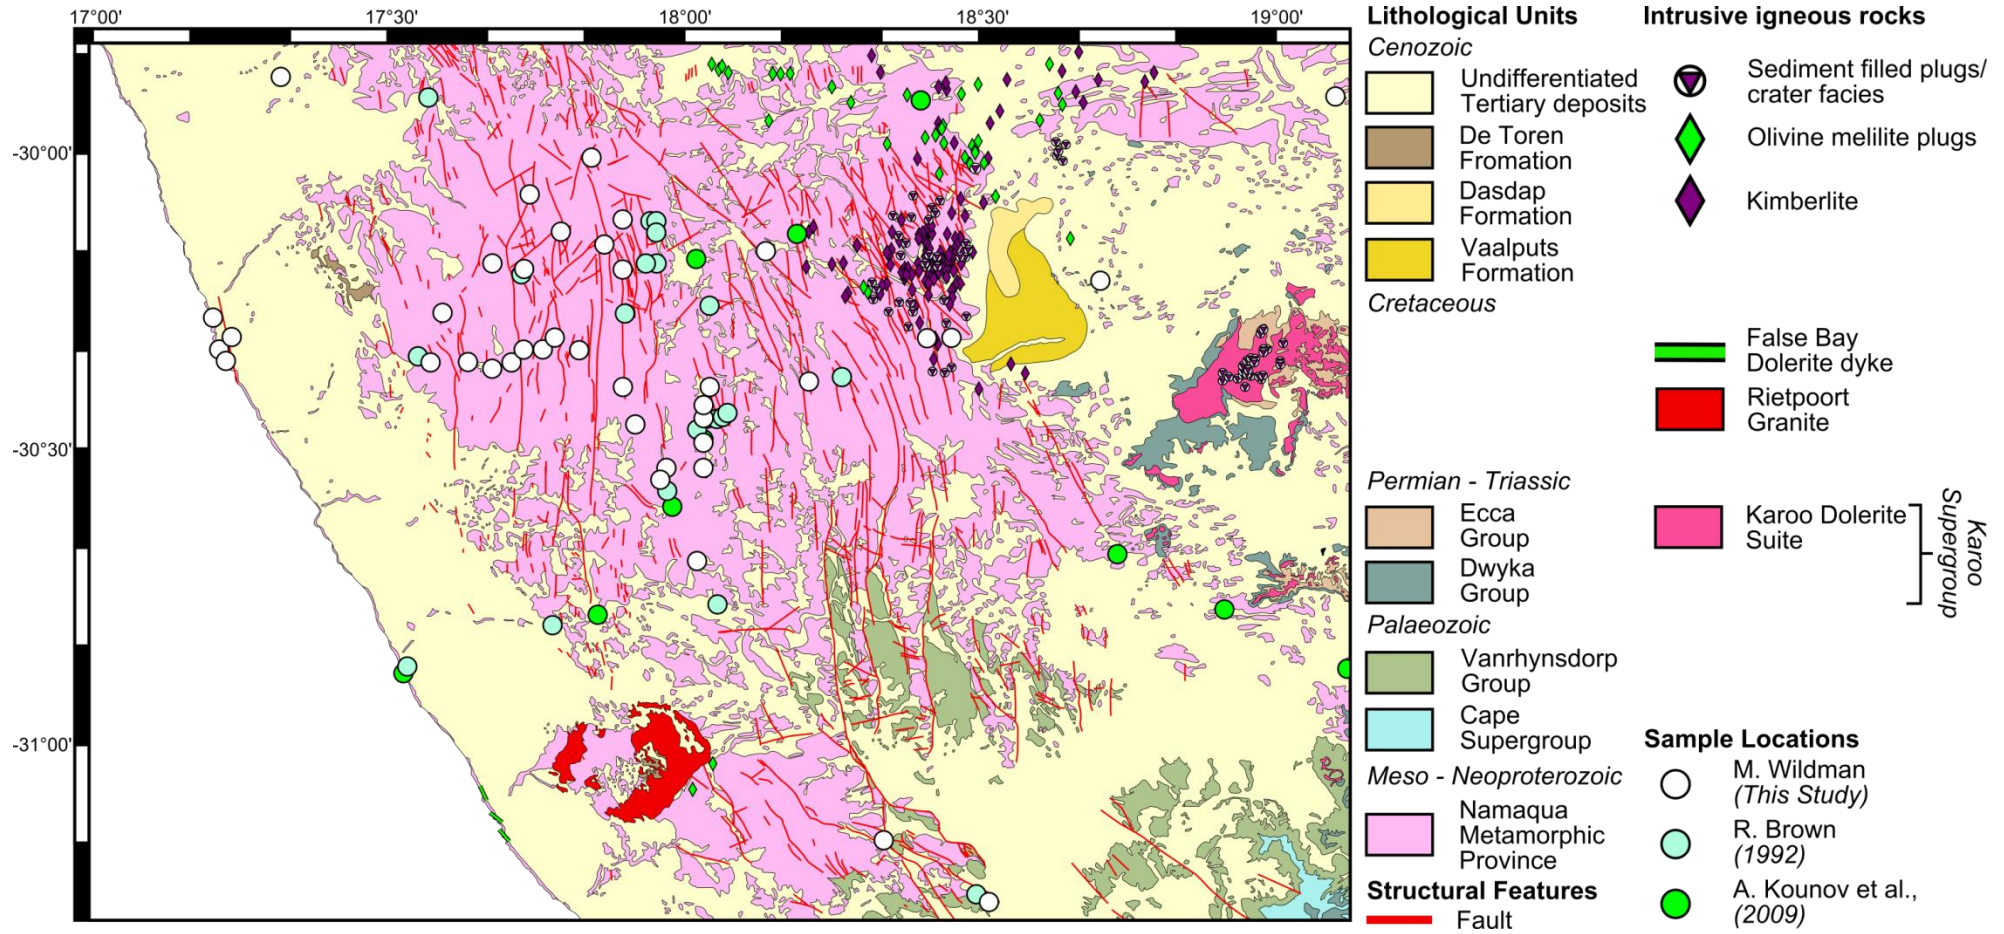 17°00'
17°30'
18°00'
18°30'
19°00'
-30°00'
-30°30'
-31°00'
Lithological Units
Cenozoic
Undifferentiated
Tertiary deposits
De Toren
Fromation
Dasdap
Formation
Vaalputs
Formation
Cretaceous
Permian - Triassic
Ecca
Group
Dwyka
Group
Palaeozoic
Vanrhynsdorp
Group
Cape
Supergroup
Meso - Neoproterozoic
Namaqua
Metamorphic
Province
Structural Features
Fault
Intrusive igneous rocks
Sediment filled plugs/
crater facies
Olivine melilite plugs
Kimberlite
False Bay
Dolerite dyke
Rietpoort
Granite
Karoo Dolerite
Suite
Karoo
Supergroup
Sample Locations
M. Wildman
(This Study)
R. Brown
(1992)
A. Kounov et al.,
(2009)